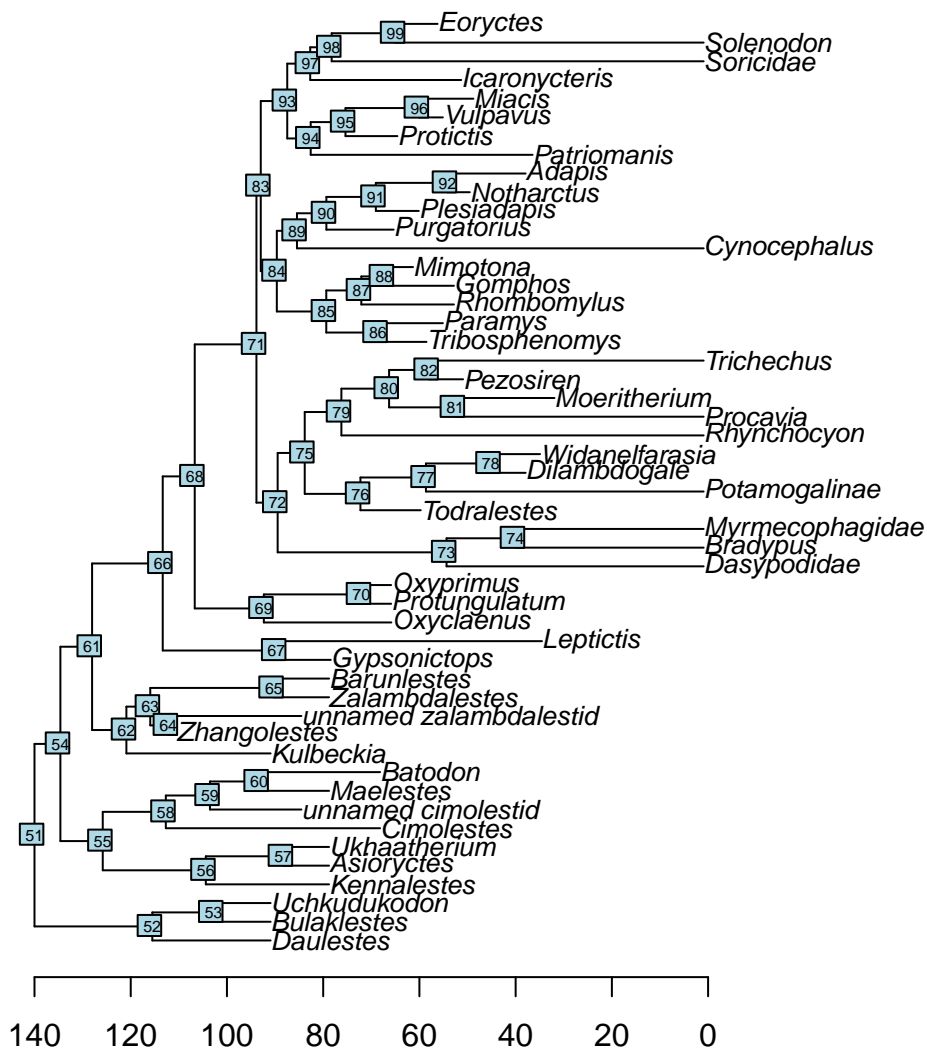 Eoryctes
99
Solenodon
98
Soricidae
97
Icaronycteris
93
Miacis
96
Vulpavus
95
Protictis
94
Patriomanis
83
Adapis
92
Notharctus
91
Plesiadapis
90
Purgatorius
89
Cynocephalus
84
Mimotona
88
Gomphos
87
Rhombomylus
85
Paramys
86
Tribosphenomys
71
Trichechus
82
Pezosiren
80
Moeritherium
81
Procavia
79
Rhynchocyon
75
Widanelfarasia
78
Dilambdogale
77
Potamogalinae
76
Todralestes
72
Myrmecophagidae
74
Bradypus
73
Dasypodidae
68
Oxyprimus
70
Protungulatum
69
Oxyclaenus
66
Leptictis
67
Gypsonictops
61
Barunlestes
65
Zalambdalestes
63
unnamed zalambdalestid
64
Zhangolestes
62
Kulbeckia
54
Batodon
60
Maelestes
59
unnamed cimolestid
58
Cimolestes
55
Ukhaatherium
57
Asioryctes
56
Kennalestes
51
Uchkudukodon
53
Bulaklestes
52
Daulestes
140 120 100 80 60 40 20 0